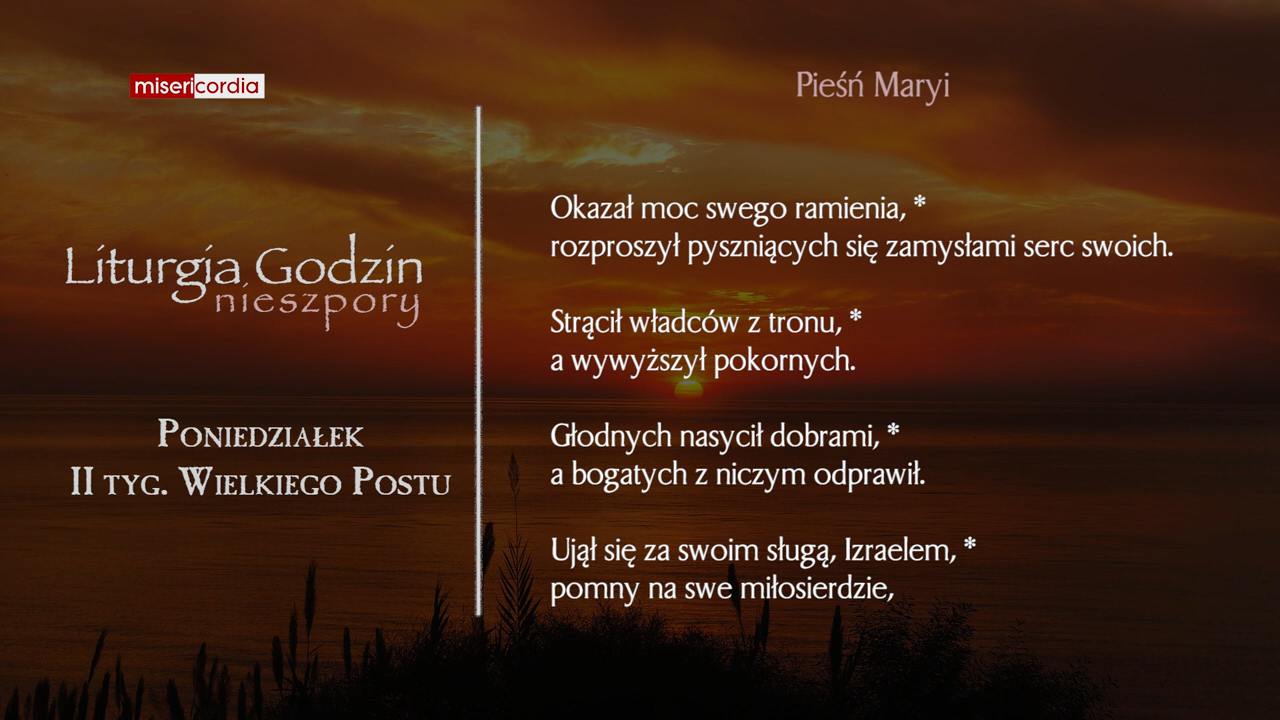 misericordia
Liturgia Godzin
nieszpory
Poniedziałek
II tyg. Wielkiego Postu
Pieśń Maryi
Okazał moc swego ramienia, *
rozproszył pyszniących się zamysłami serc swoich.
Strącił władców z tronu, *
a wywyższył pokornych.
Głodnych nasycił dobrami, *
a bogatych z niczym odprawił.
Ujął się za swoim sługą, Izraelem, *
pomny na swe miłosierdzie,